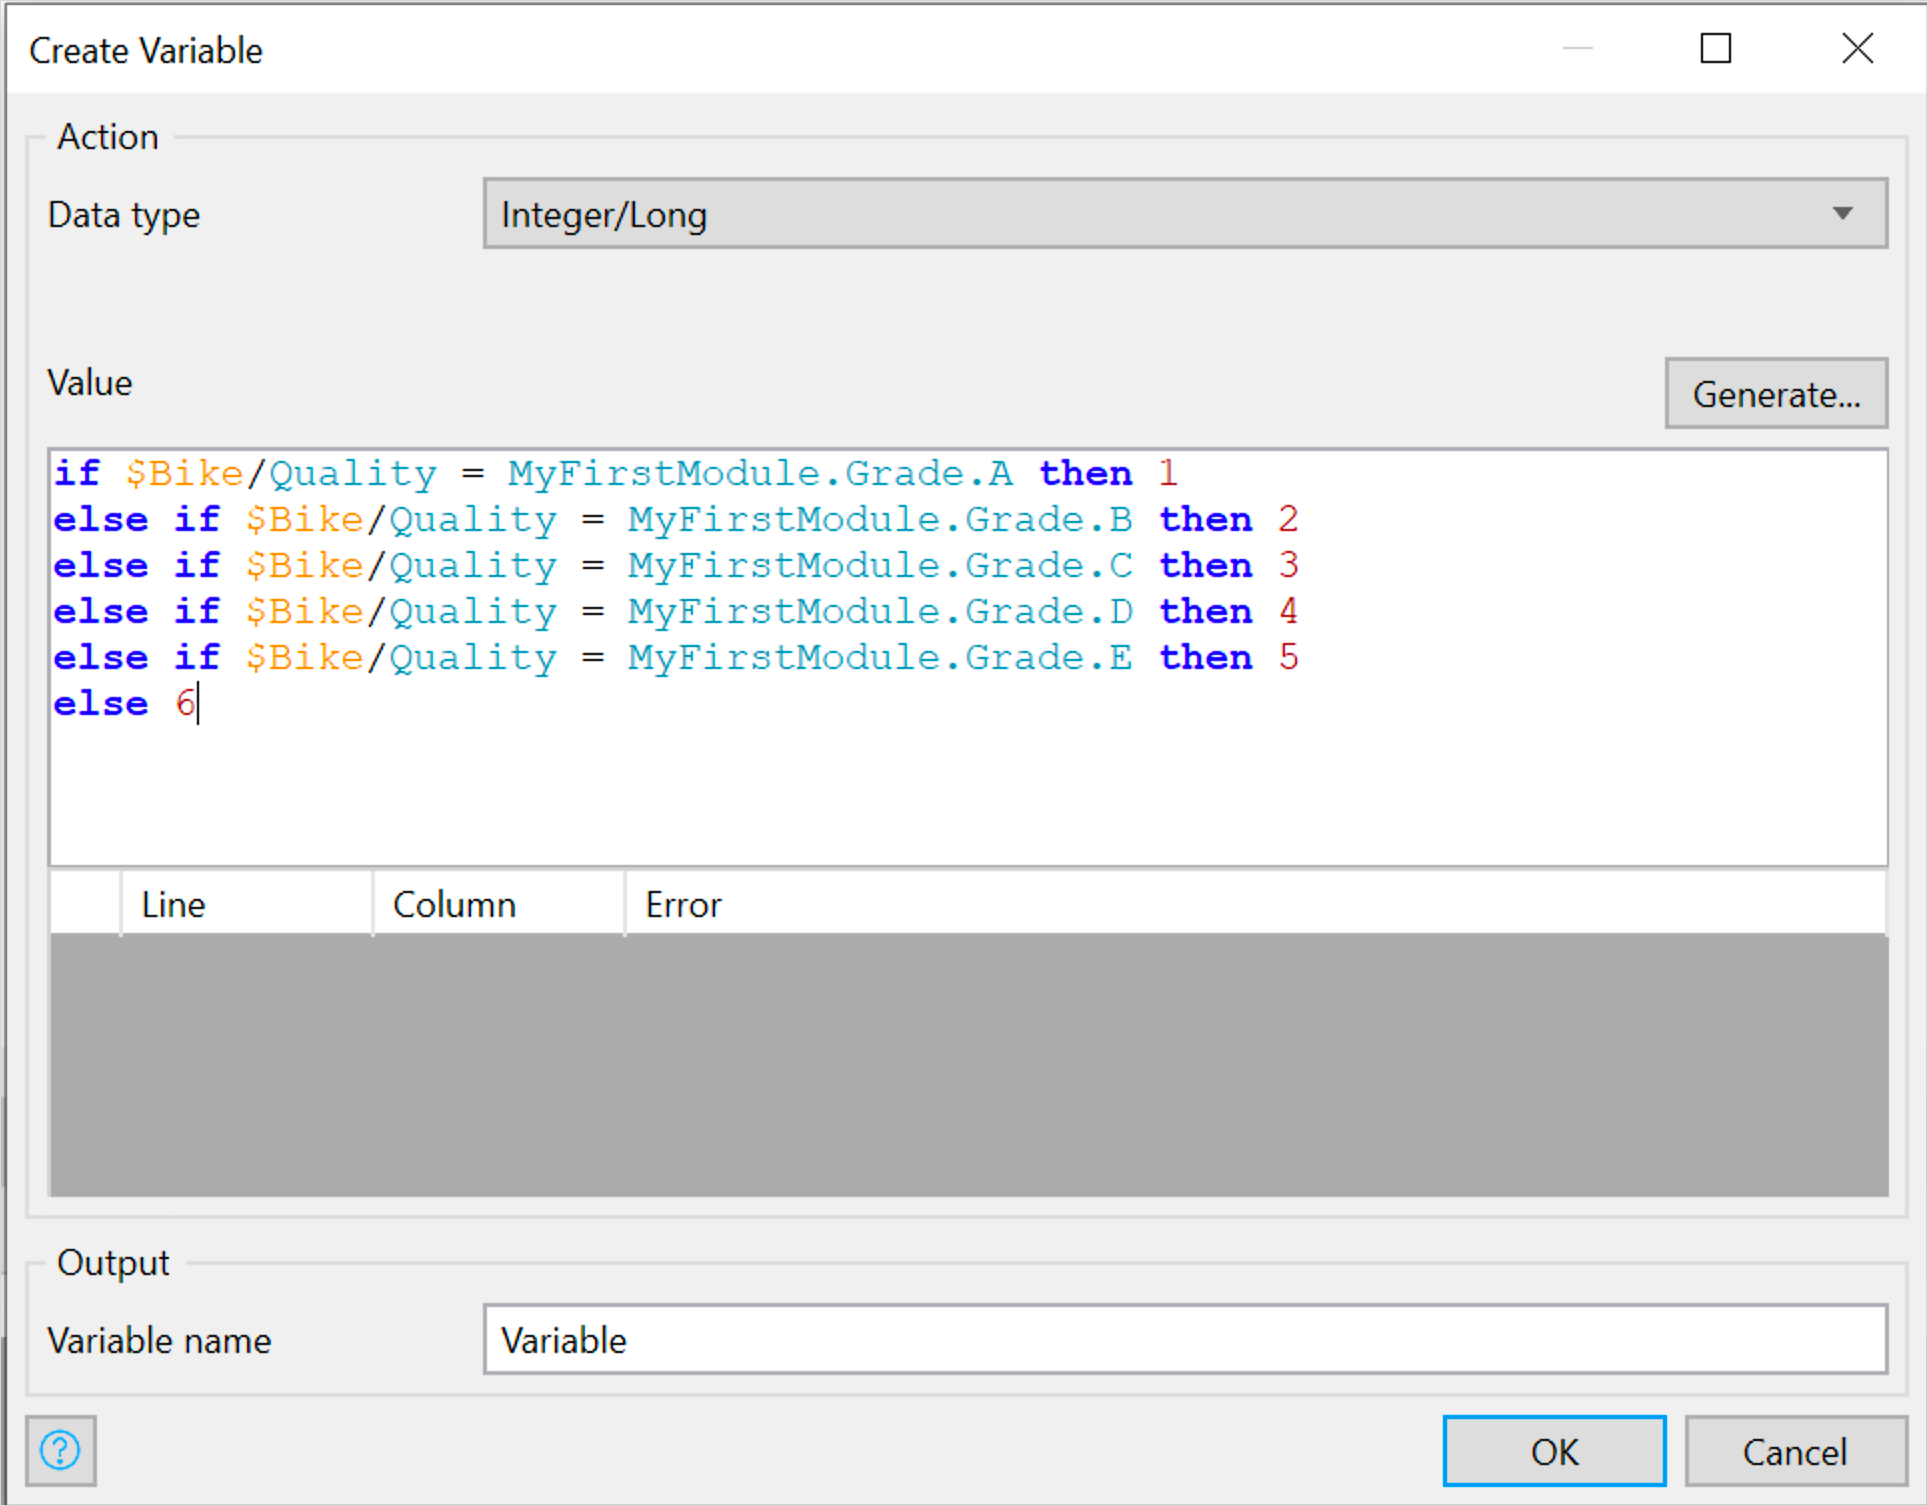 Create Variable
Action
Data type
Integer/Long
Value
Generate...
if $Bike/Quality = MyFirstModule.Grade.A then 1
else if $Bike/Quality = MyFirstModule.Grade.B then 2
else if $Bike/Quality = MyFirstModule.Grade.C then 3
else if $Bike/Quality = MyFirstModule.Grade.D then 4
else if $Bike/Quality = MyFirstModule.Grade.E then 5
else 6
Line Column Error
Output
Variable name
Variable
?
OK
Cancel